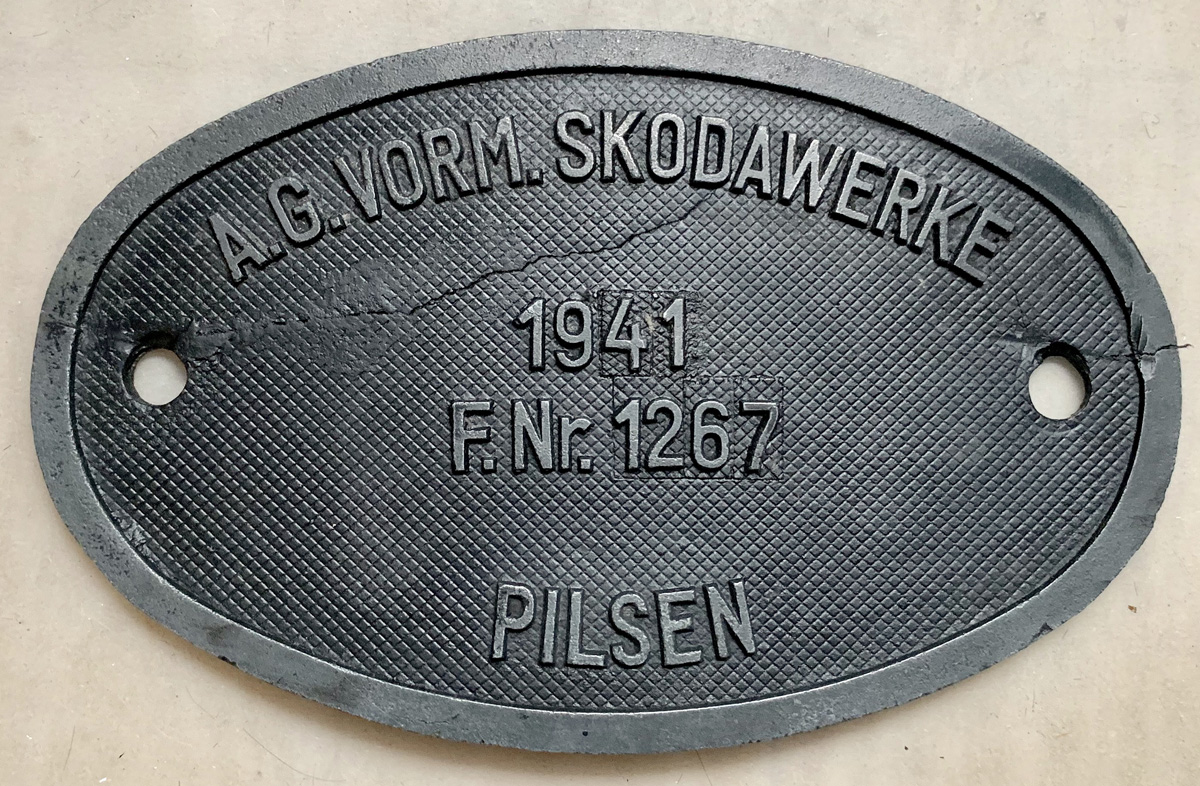 A.G. VORM. SKODAWERKE
1941
F. Nr. 1267
PILSEN